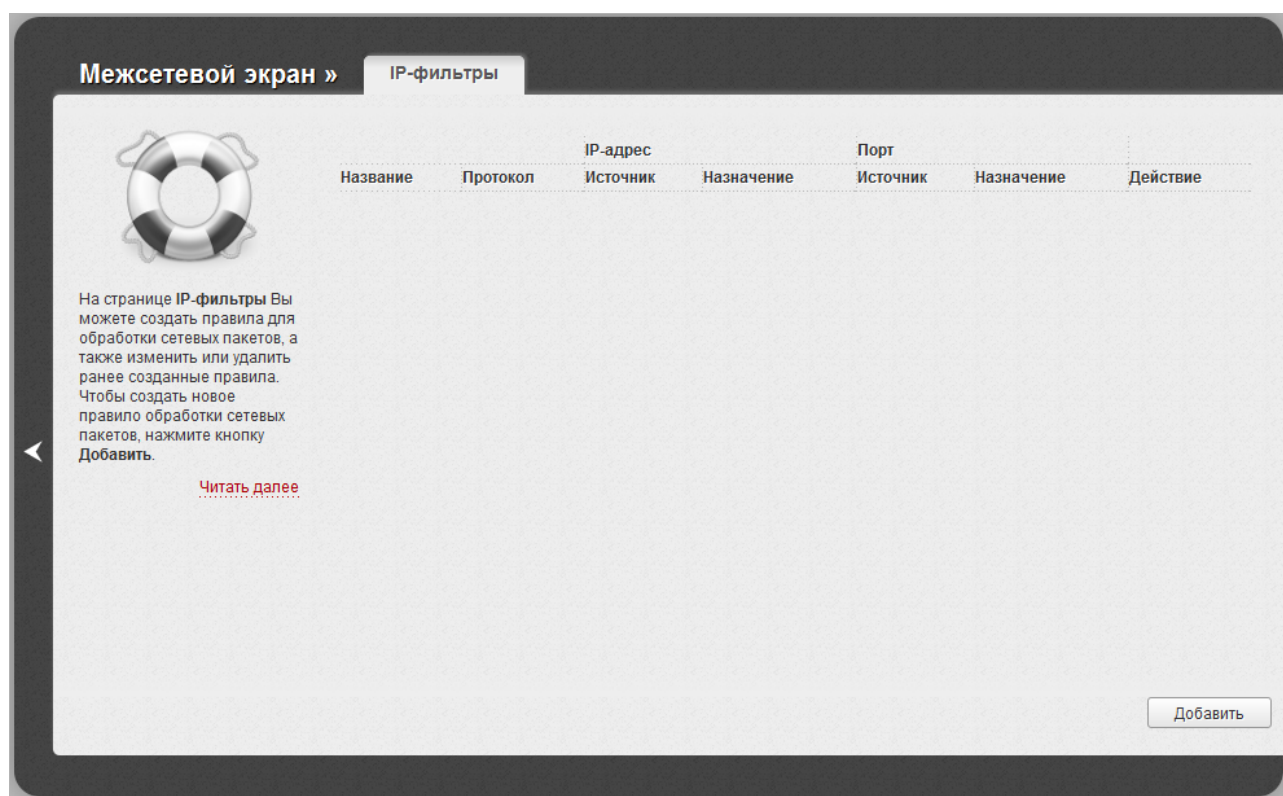 Межсетевой экран » IP-фильтры
IP-адрес Порт
Название Протокол Источник Назначение Источник Назначение Действие
На странице IP-фильтры Вы
можете создать правила для
обработки сетевых пакетов, а
также изменить или удалить
ранее созданные правила.
Чтобы создать новое
правило обработки сетевых
пакетов, нажмите кнопку
Добавить.
Читать далее
Добавить